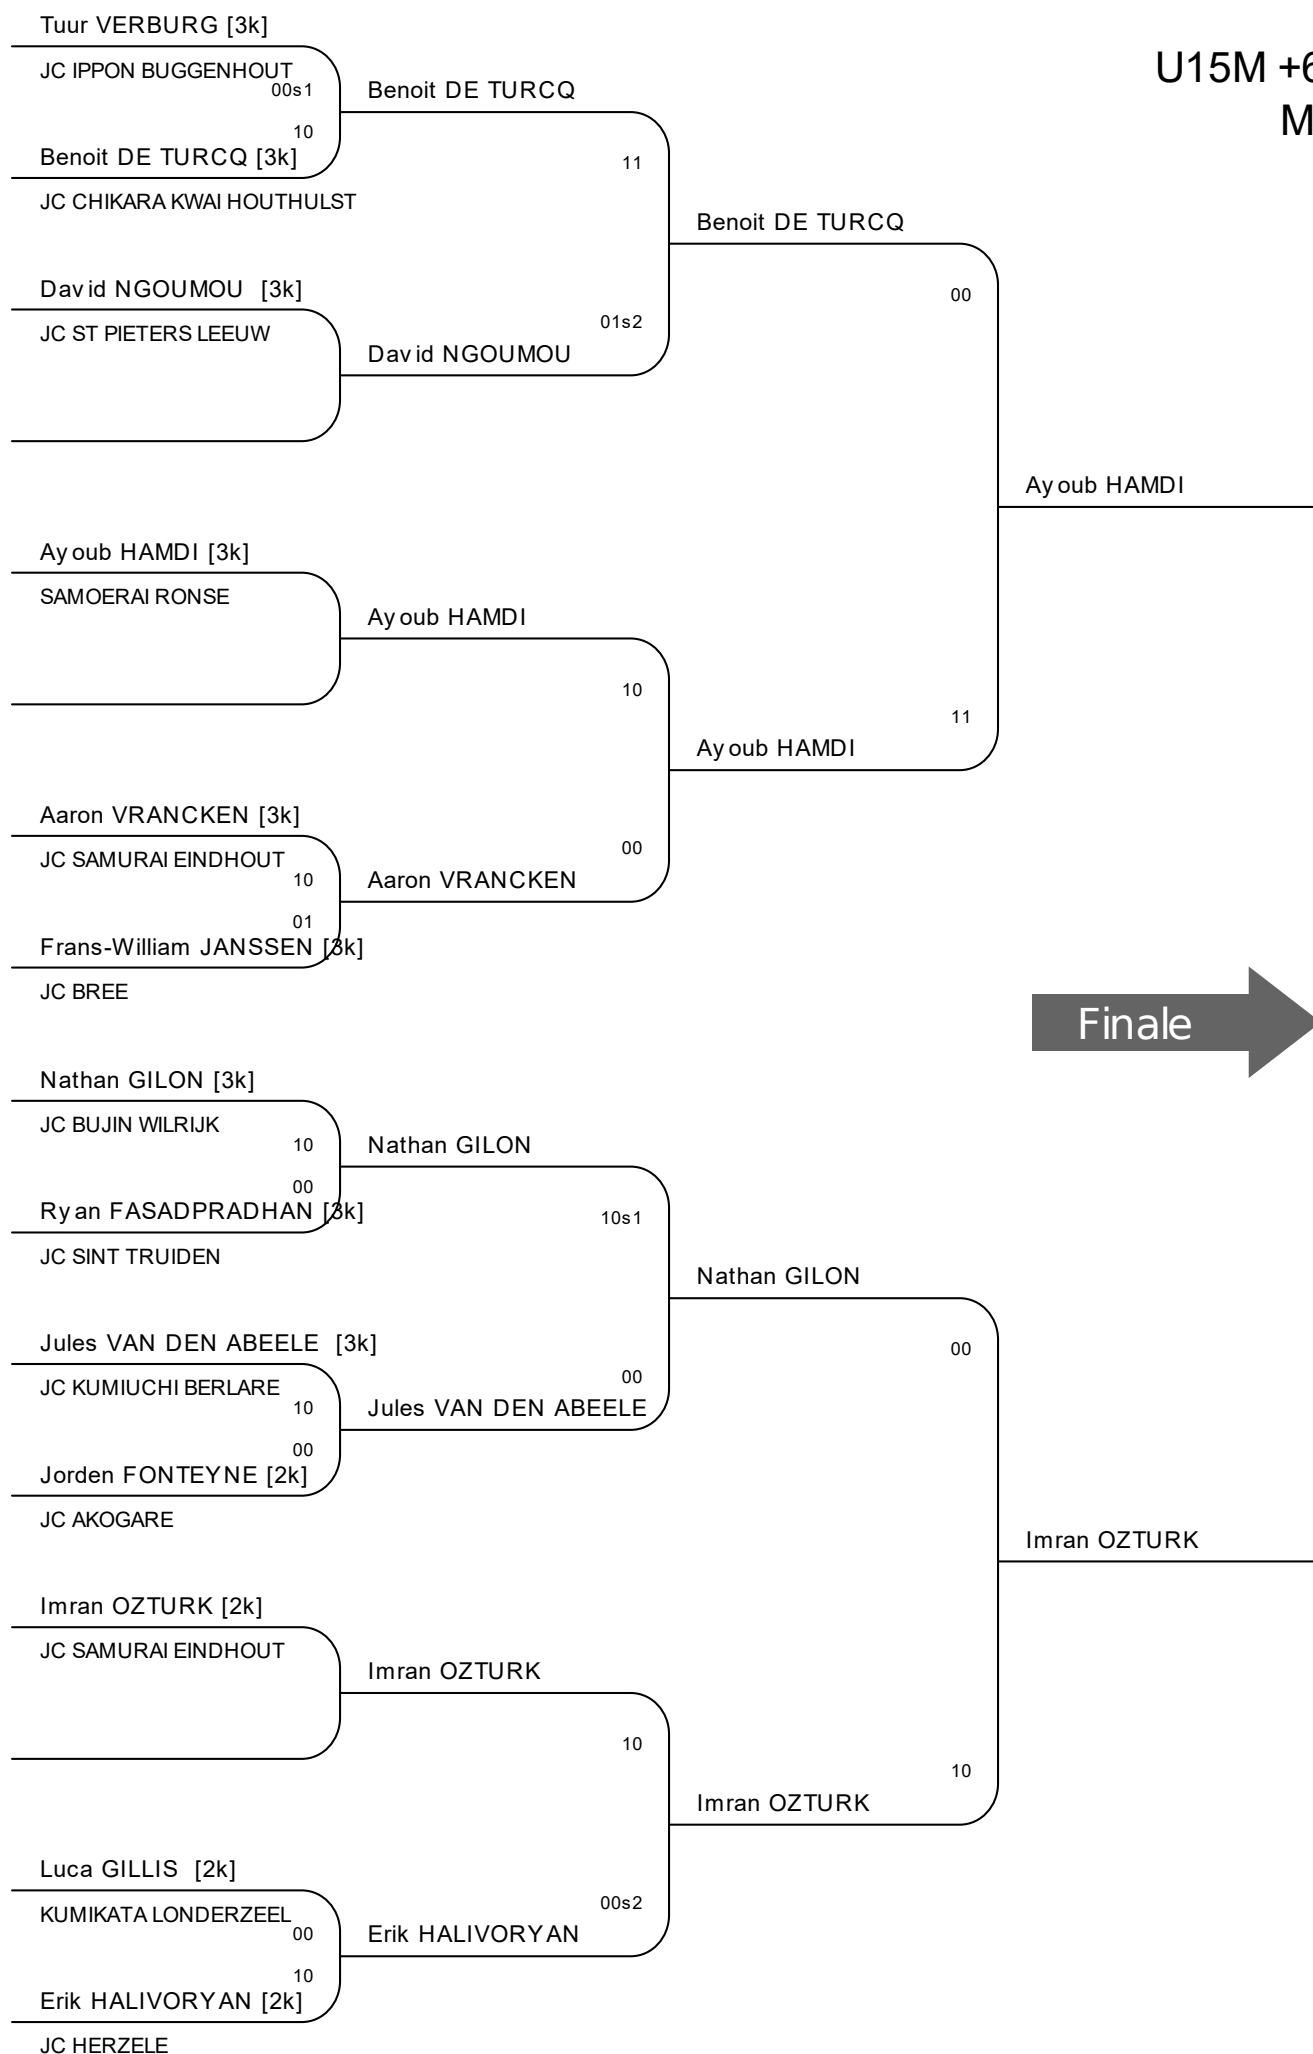 Tuur VERBURG [3k]
JC IPPON BUGGENHOUT
00s1
Benoit DE TURCQ
U15M +6
M
10
Benoit DE TURCQ [3k]
11
JC CHIKARA KWAI HOUTHULST
Benoit DE TURCQ
David NGOUMOU [3k]
00
JC ST PIETERS LEEUW
01s2
David NGOUMOU
Ayoub HAMDI
Ayoub HAMDI [3k]
SAMOERAI RONSE
Ayoub HAMDI
10
11
Ayoub HAMDI
Aaron VRANCKEN [3k]
JC SAMURAI EINDHOUT
10
00
Aaron VRANCKEN
01
Frans-William JANSSEN [3k]
JC BREE
Finale
Nathan GILON [3k]
JC BUJIN WILRIJK
10
Nathan GILON
00
Ryan FASADPRADHAN [3k]
10s1
JC SINT TRUIDEN
Nathan GILON
Jules VAN DEN ABEELE [3k]
00
JC KUMIUCHI BERLARE
10
00
Jules VAN DEN ABEELE
00
Jorden FONTEYNE [2k]
JC AKOGARE
Imran OZTURK
Imran OZTURK [2k]
JC SAMURAI EINDHOUT
Imran OZTURK
10
10
Imran OZTURK
Luca GILLIS [2k]
KUMIKATA LONDERZEEL
00
00s2
Erik HALIVORYAN
10
Erik HALIVORYAN [2k]
JC HERZELE